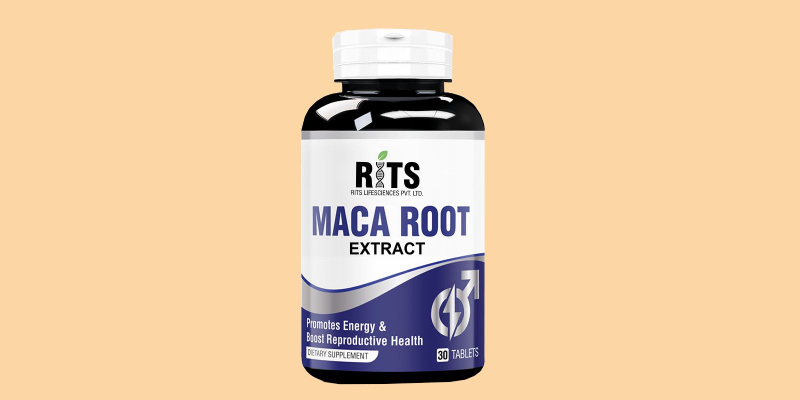 RITS
RITS LIFESCIENCES PVT. LTD.
MACA ROOT
EXTRACT
Promotes Energy &
Boost Reproductive Health
DIETARY SUPPLEMENT
30 TABLETS